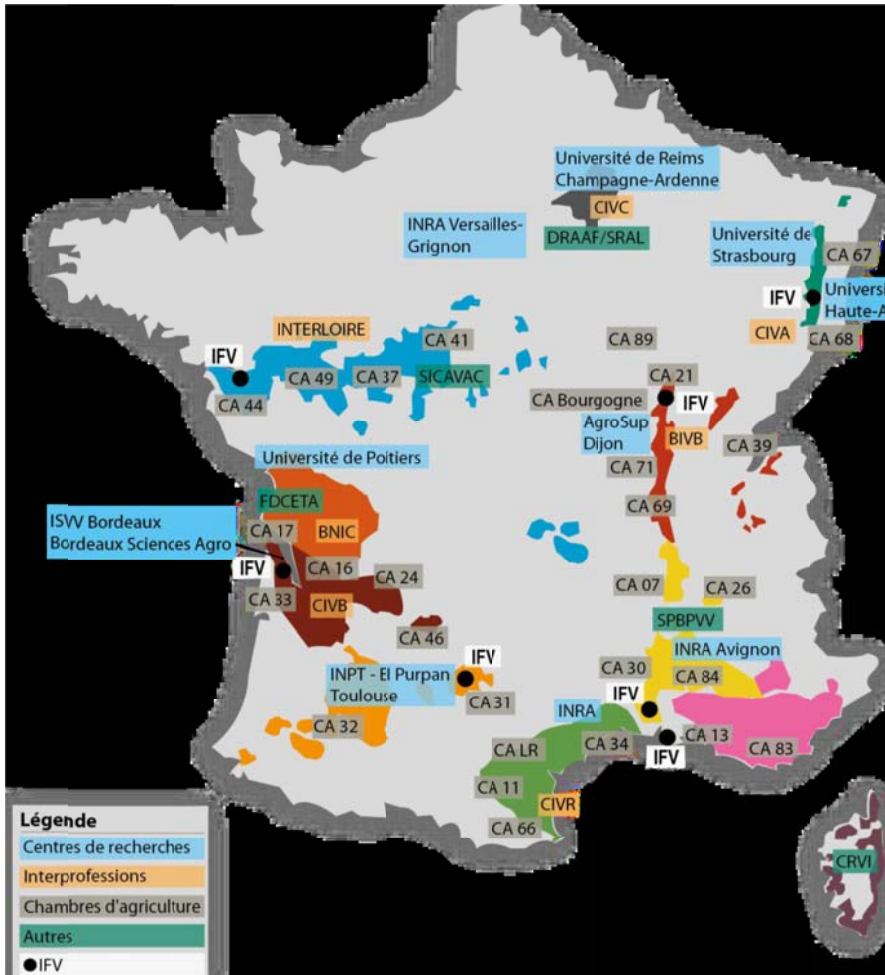 Université de Reims
Champagne-Ardenne
CIVC
DRAAF/SRAL
INRA Versailles-
Grignon
Université de
Strasbourg
CA 67
IFV
Universi
Haute-A
CIVA
CA 68
INTERLOIRE
CA 41
CA 89
IFV
CA 49
CA 37
SICAVAC
CA 44
CA 21
CA Bourgogne
IFV
AgroSup
Dijon
BIVB
CA 39
CA 71
CA 69
Université de Poitiers
FDCETA
ISVV Bordeaux
Bordeaux Sciences Agro
CA 17
BNIC
IFV
CA 16
CA 24
CA 33
CIVB
CA 46
CA 07
CA 26
SPBPVV
INRA Avignon
CA 30
CA 84
IFV
INPT - EI Purpan
Toulouse
IFV
CA 31
CA 32
INRA
CA LR
CA 34
CA 13
IFV
CA 83
CA 11
CIVR
CA 66
CRVI
Légende
Centres de recherches
Interprofessions
Chambres d'agriculture
Autres
IFV